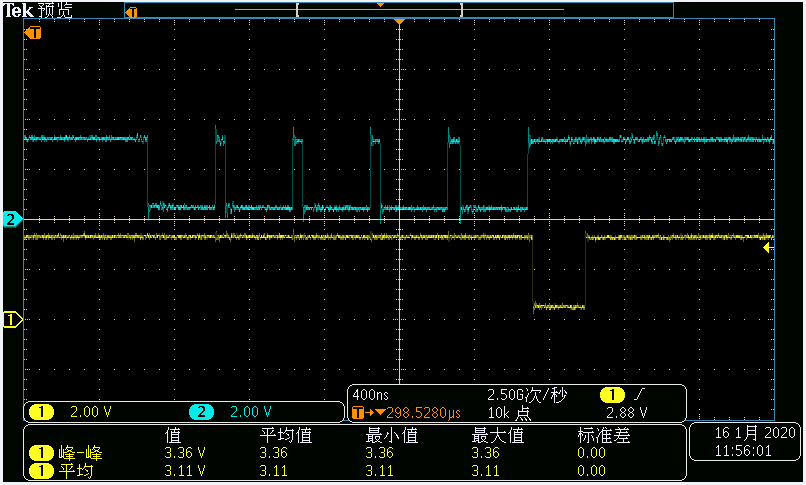 Tek 预览
T
T
2
1
1 2.00 V 2 2.00 V
400ns 2.50G次/秒 1 ∫
T→▼298.5280µs 10k 点 2.88 V
值 平均值 最小值 最大值 标准差
1 峰-峰 3.36 V 3.36 3.36 3.36 0.00
1 平均 3.11 V 3.11 3.11 3.11 0.00
16 1月 2020
11:56:01